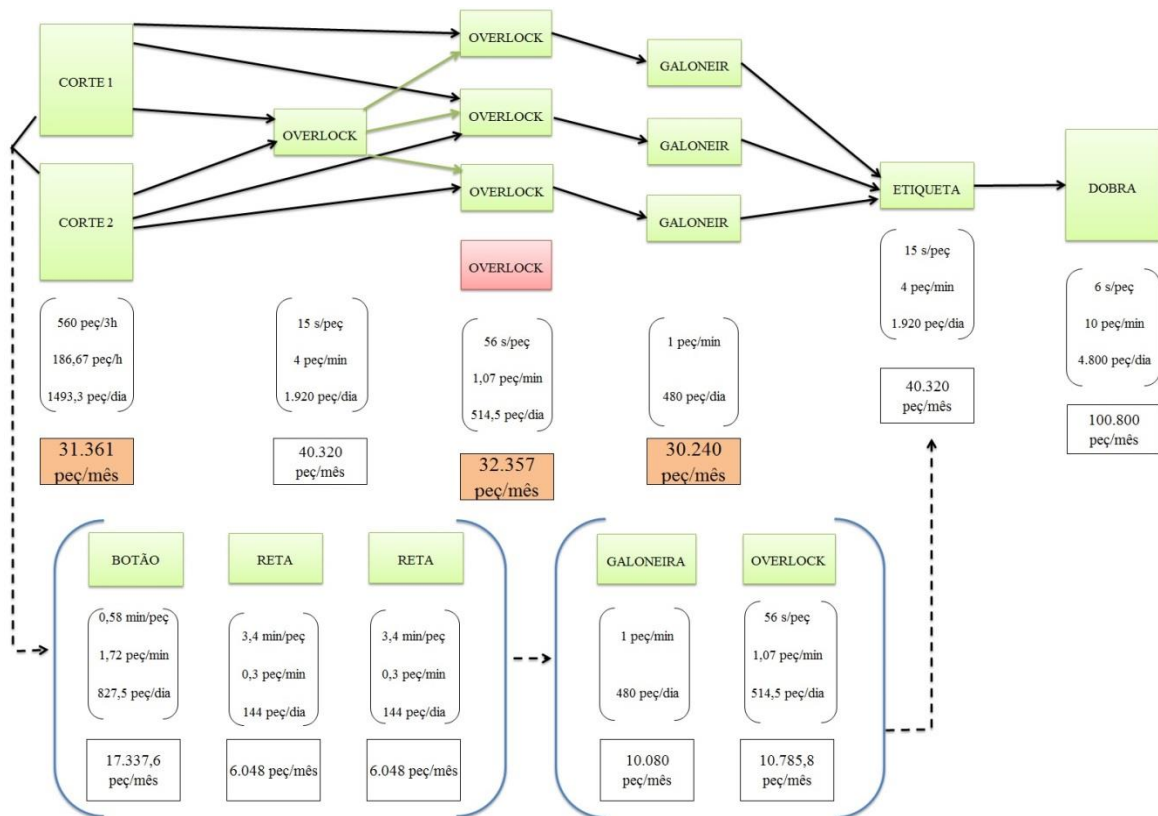 OVERLOCK
CORTE 1
GALONEIR
OVERLOCK
OVERLOCK
GALONEIR
CORTE 2
OVERLOCK
GALONEIR
ETIQUETA
DOBRA
OVERLOCK
560 peç/3h
186,67 peç/h
1493,3 peç/dia
31.361
peç/mês
15 s/peç
4 peç/min
1.920 peç/dia
40.320
peç/mês
56 s/peç
1,07 peç/min
514,5 peç/dia
32.357
peç/mês
1 peç/min
480 peç/dia
30.240
peç/mês
15 s/peç
4 peç/min
1.920 peç/dia
40.320
peç/mês
6 s/peç
10 peç/min
4.800 peç/dia
100.800
peç/mês
BOTÃO
0,58 min/peç
1,72 peç/min
827,5 peç/dia
17.337,6
peç/mês
RETA
3,4 min/peç
0,3 peç/min
144 peç/dia
6.048 peç/mês
RETA
3,4 min/peç
0,3 peç/min
144 peç/dia
6.048 peç/mês
GALONEIRA
1 peç/min
480 peç/dia
10.080
peç/mês
OVERLOCK
56 s/peç
1,07 peç/min
514,5 peç/dia
10.785,8
peç/mês